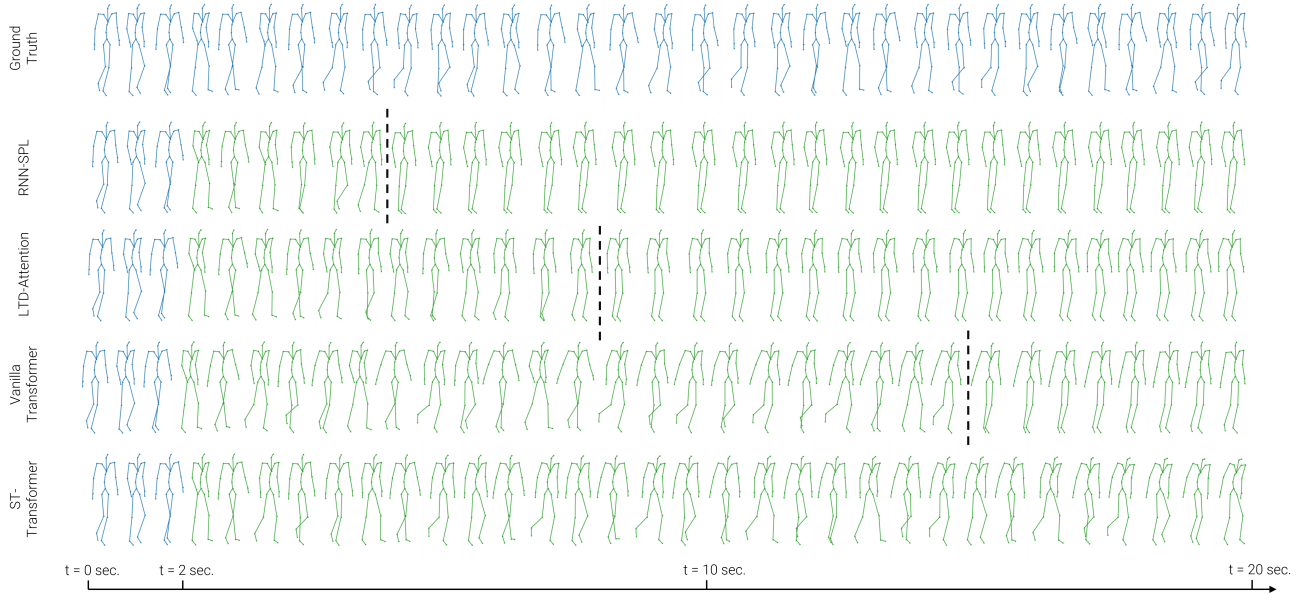 Ground
Truth
RNN-SPL
LTD-Attention
Vanilla
Transformer
ST-
Transformer
t = 0 sec.
t = 2 sec.
t = 10 sec.
t = 20 sec.